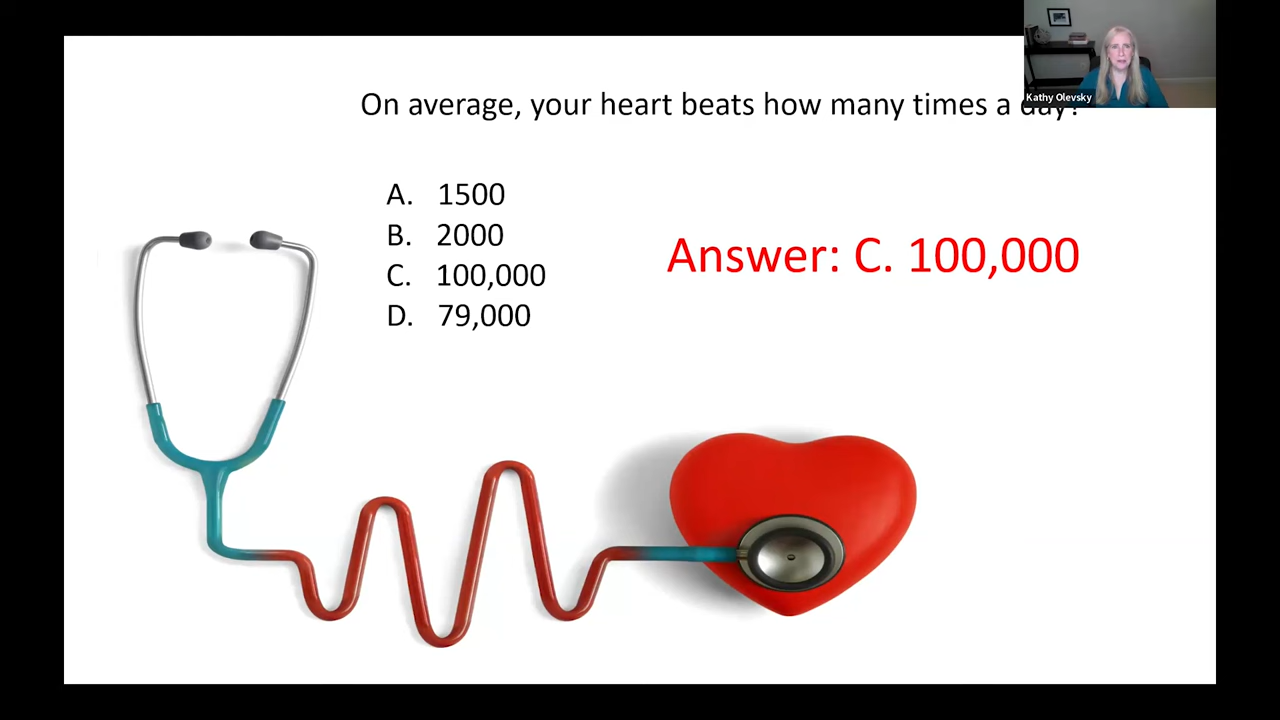 On average, your heart beats how many times a day?
Kathy Olevsky
A. 1500
B. 2000
C. 100,000
D. 79,000
Answer: C. 100,000